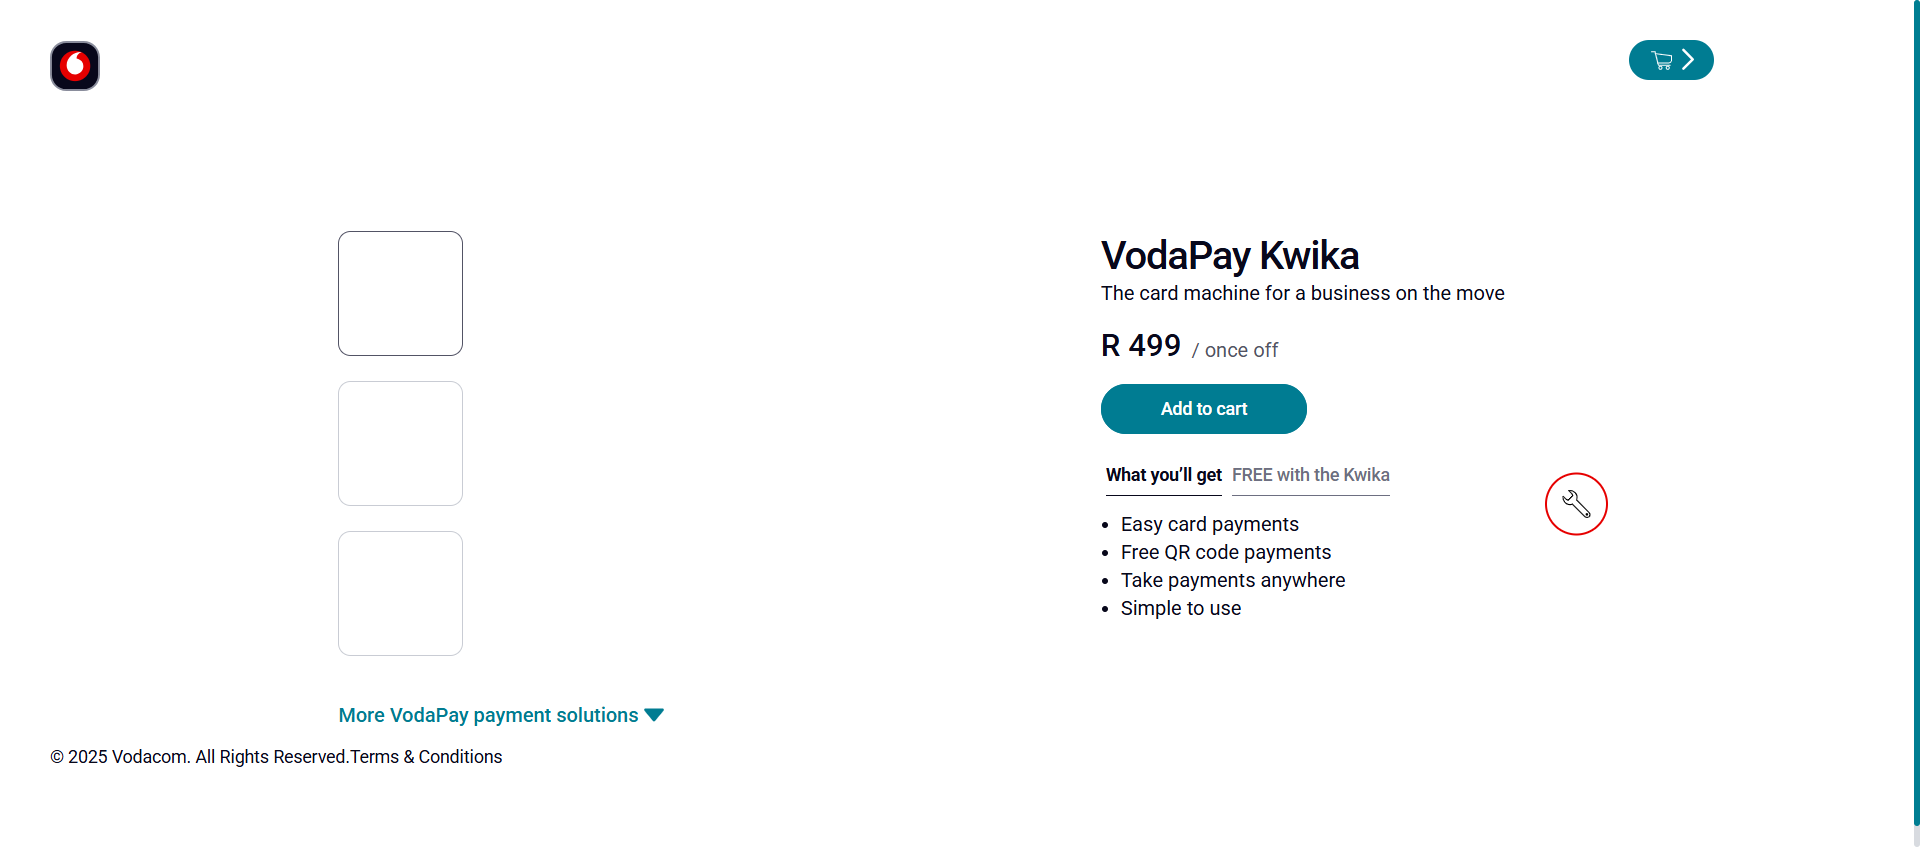 VodaPay Kwika
The card machine for a business on the move
R 499 / once off
Add to cart
What you’ll get FREE with the Kwika
• Easy card payments
• Free QR code payments
• Take payments anywhere
• Simple to use
More VodaPay payment solutions
© 2025 Vodacom. All Rights Reserved.Terms & Conditions